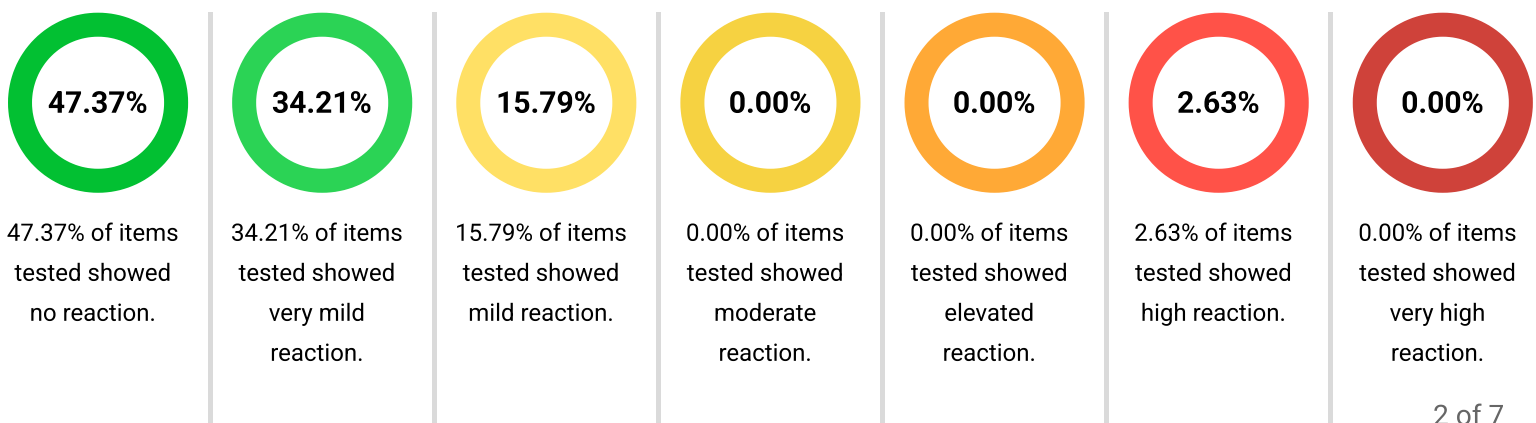 47.37%
47.37% of items
tested showed
no reaction.
34.21%
34.21% of items
tested showed
very mild
reaction.
15.79%
15.79% of items
tested showed
mild reaction.
0.00%
0.00% of items
tested showed
moderate
reaction.
0.00%
0.00% of items
tested showed
elevated
reaction.
2.63%
2.63% of items
tested showed
high reaction.
0.00%
0.00% of items
tested showed
very high
reaction.
2 of 7